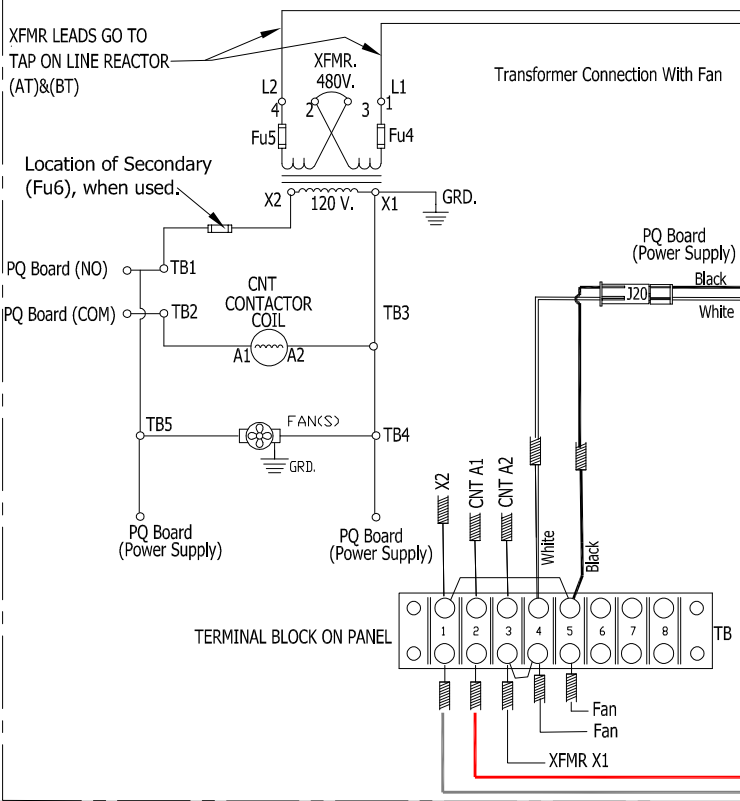 XFMR LEADS GO TO
TAP ON LINE REACTOR
(AT)&(BT)
XFMR.
480V.
Transformer Connection With Fan
L2
L1
4
2
3
1
Fu5
Fu4
Location of Secondary
(Fu6), when used.
X2
120 V.
X1
GRD.
PQ Board (NO)
TB1
PQ Board (COM)
TB2
CNT
CONTACTOR
COIL
TB3
A1
A2
PQ Board
(Power Supply)
Black
J20
White
TB5
FAN(S)
TB4
GRD.
PQ Board
(Power Supply)
PQ Board
(Power Supply)
X2
CNT A1
CNT A2
White
Black
TERMINAL BLOCK ON PANEL
1
2
3
4
5
6
7
8
TB
Fan
Fan
XFMR X1